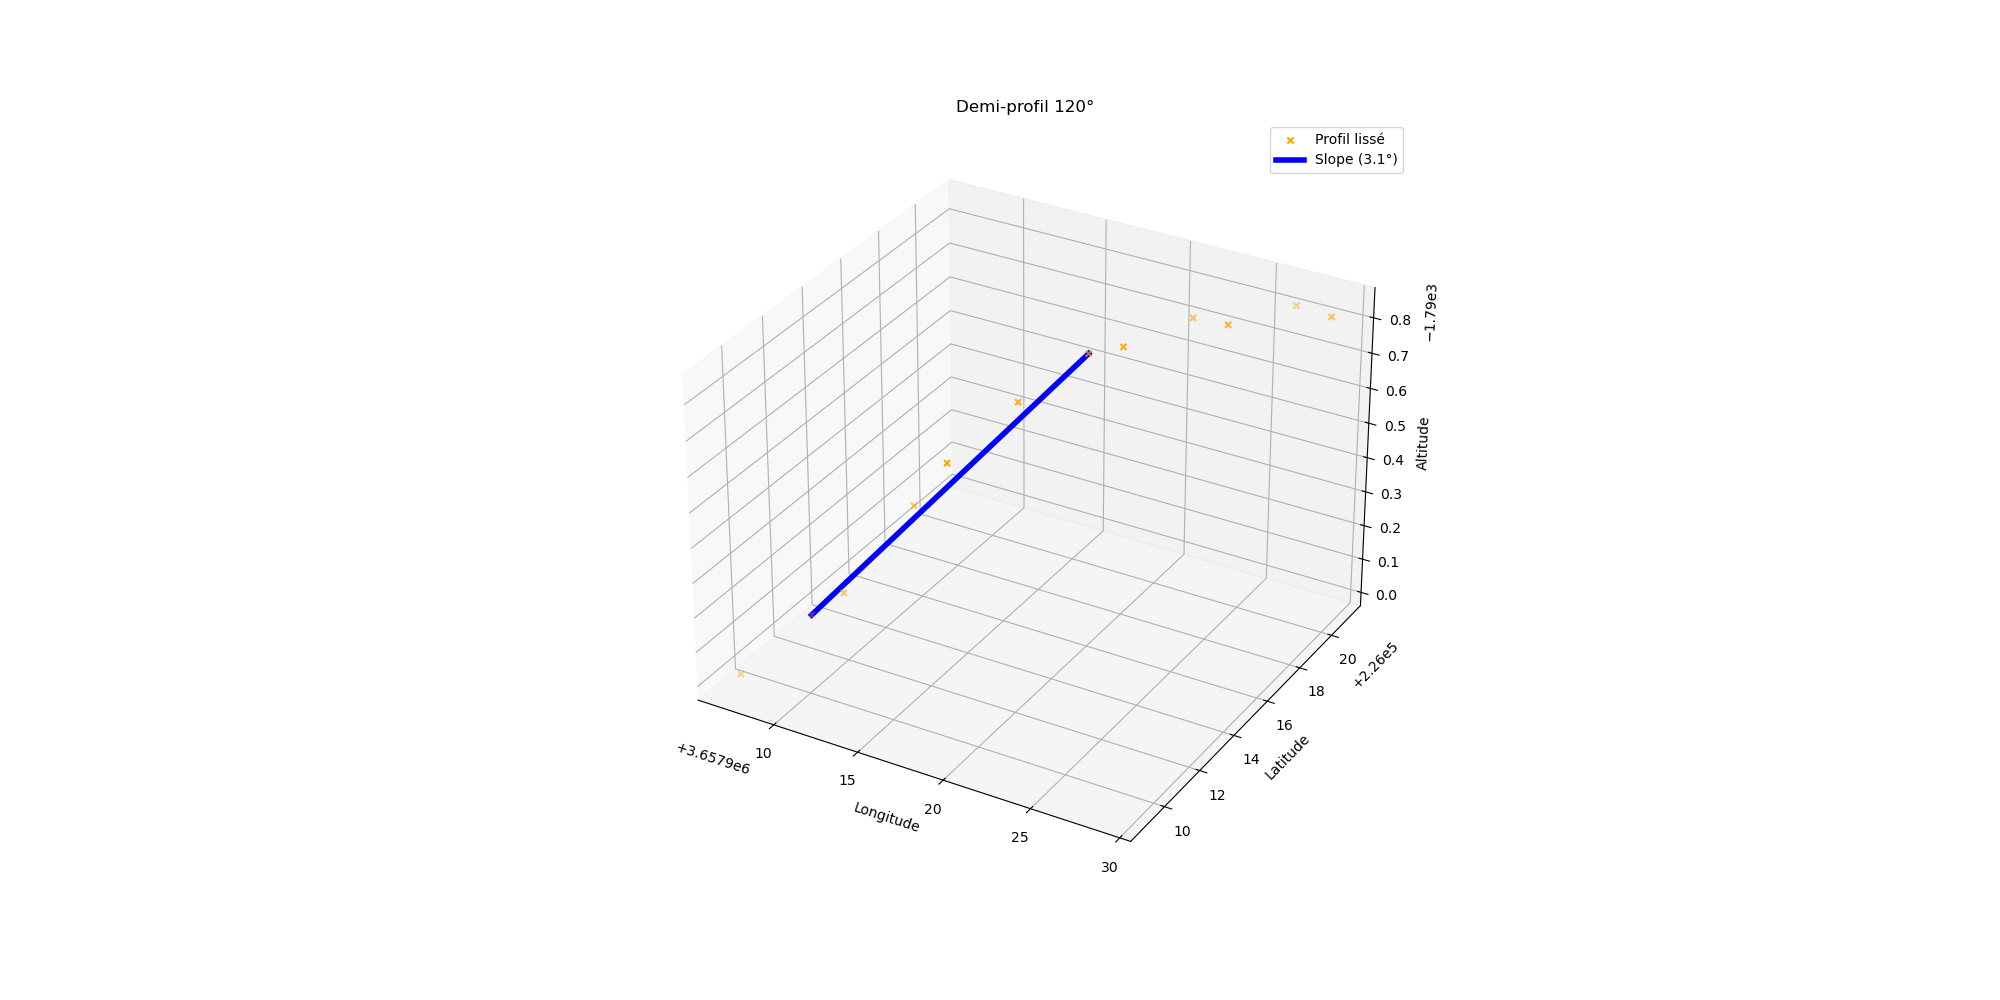 Demi-profil 120°
Profil lissé
Slope (3.1°)
−1.79e3
0.8
0.7
0.6
0.5
0.4
0.3
0.2
0.1
0.0
Altitude
+2.26e5
20
18
16
14
12
10
Latitude
+3.6579e6
10
15
20
25
30
Longitude